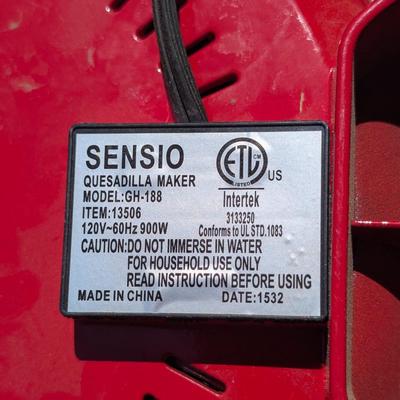 SENSIO
QUESADILLA MAKER
MODEL:GH-188
ITEM:13506
120V~60Hz 900W
ETL CM
LISTED
US
Intertek
3133250
Conforms to UL STD.1083
CAUTION:DO NOT IMMERSE IN WATER
FOR HOUSEHOLD USE ONLY
READ INSTRUCTION BEFORE USING
MADE IN CHINA DATE:1532